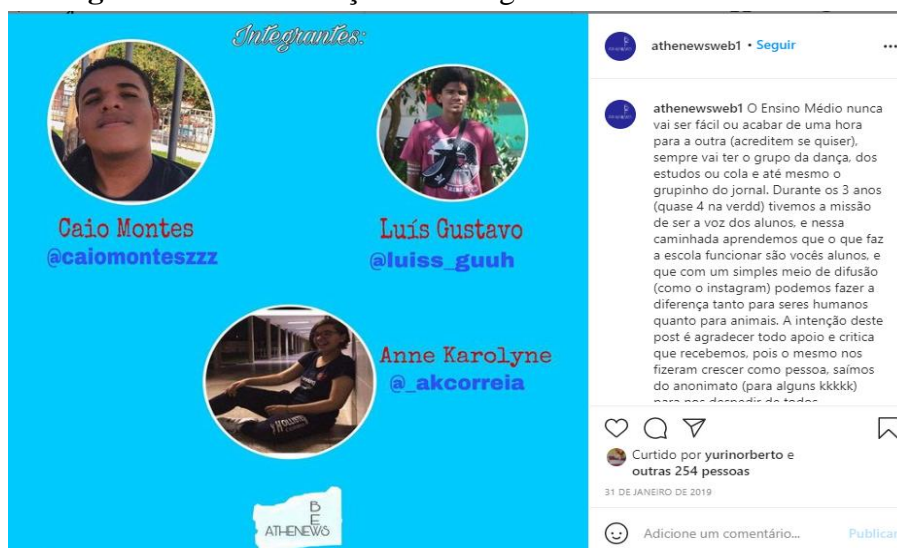 Integrantes:
Caio Montes
@caiomonteszzz
Luís Gustavo
@luiss_guuh
Anne Karolyne
@_akcorreia
B
E
ATHENEWS
athenewsweb1 • Seguir
athenewsweb1 O Ensino Médio nunca
vai ser fácil ou acabar de uma hora
para a outra (acreditem se quiser),
sempre vai ter o grupo da dança, dos
estudos ou cola e até mesmo o
grupinho do jornal. Durante os 3 anos
(quase 4 na verdd) tivemos a missão
de ser a voz dos alunos, e nessa
caminhada aprendemos que o que faz
a escola funcionar são vocês alunos, e
que com um simples meio de difusão
(como o instagram) podemos fazer a
diferença tanto para seres humanos
quanto para animais. A intenção deste
post é agradecer todo apoio e critica
que recebemos, pois o mesmo nos
fizeram crescer como pessoa, saímos
do anonimato (para alguns kkkkk)
para nos despedir de todos
Curtido por yurinorberto e
outras 254 pessoas
31 DE JANEIRO DE 2019
Adicione um comentário...
Publicar